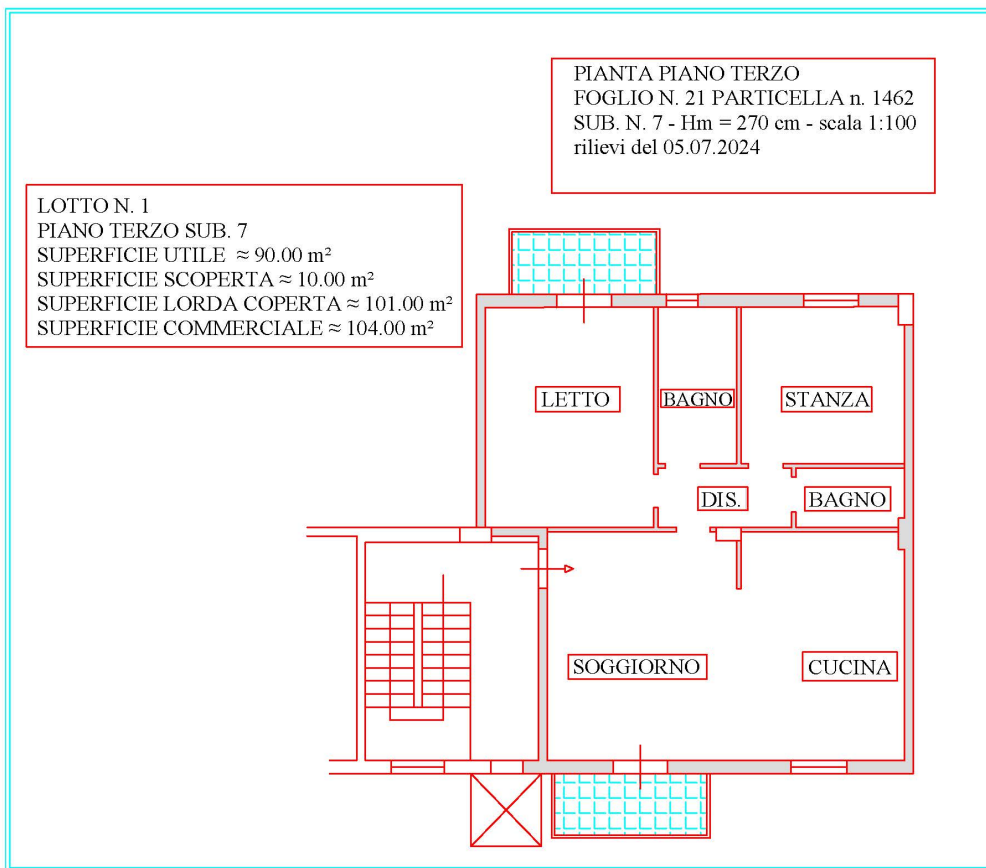 PIANTA PIANO TERZO
FOGLIO N. 21 PARTICELLA n. 1462
SUB. N. 7 - Hm = 270 cm - scala 1:100
rilievi del 05.07.2024
LOTTO N. 1
PIANO TERZO SUB. 7
SUPERFICIE UTILE ≈ 90.00 m²
SUPERFICIE SCOPERTA ≈ 10.00 m²
SUPERFICIE LORDA COPERTA ≈ 101.00 m²
SUPERFICIE COMMERCIALE ≈ 104.00 m²
LETTO
BAGNO
STANZA
DIS.
BAGNO
SOGGIORNO
CUCINA